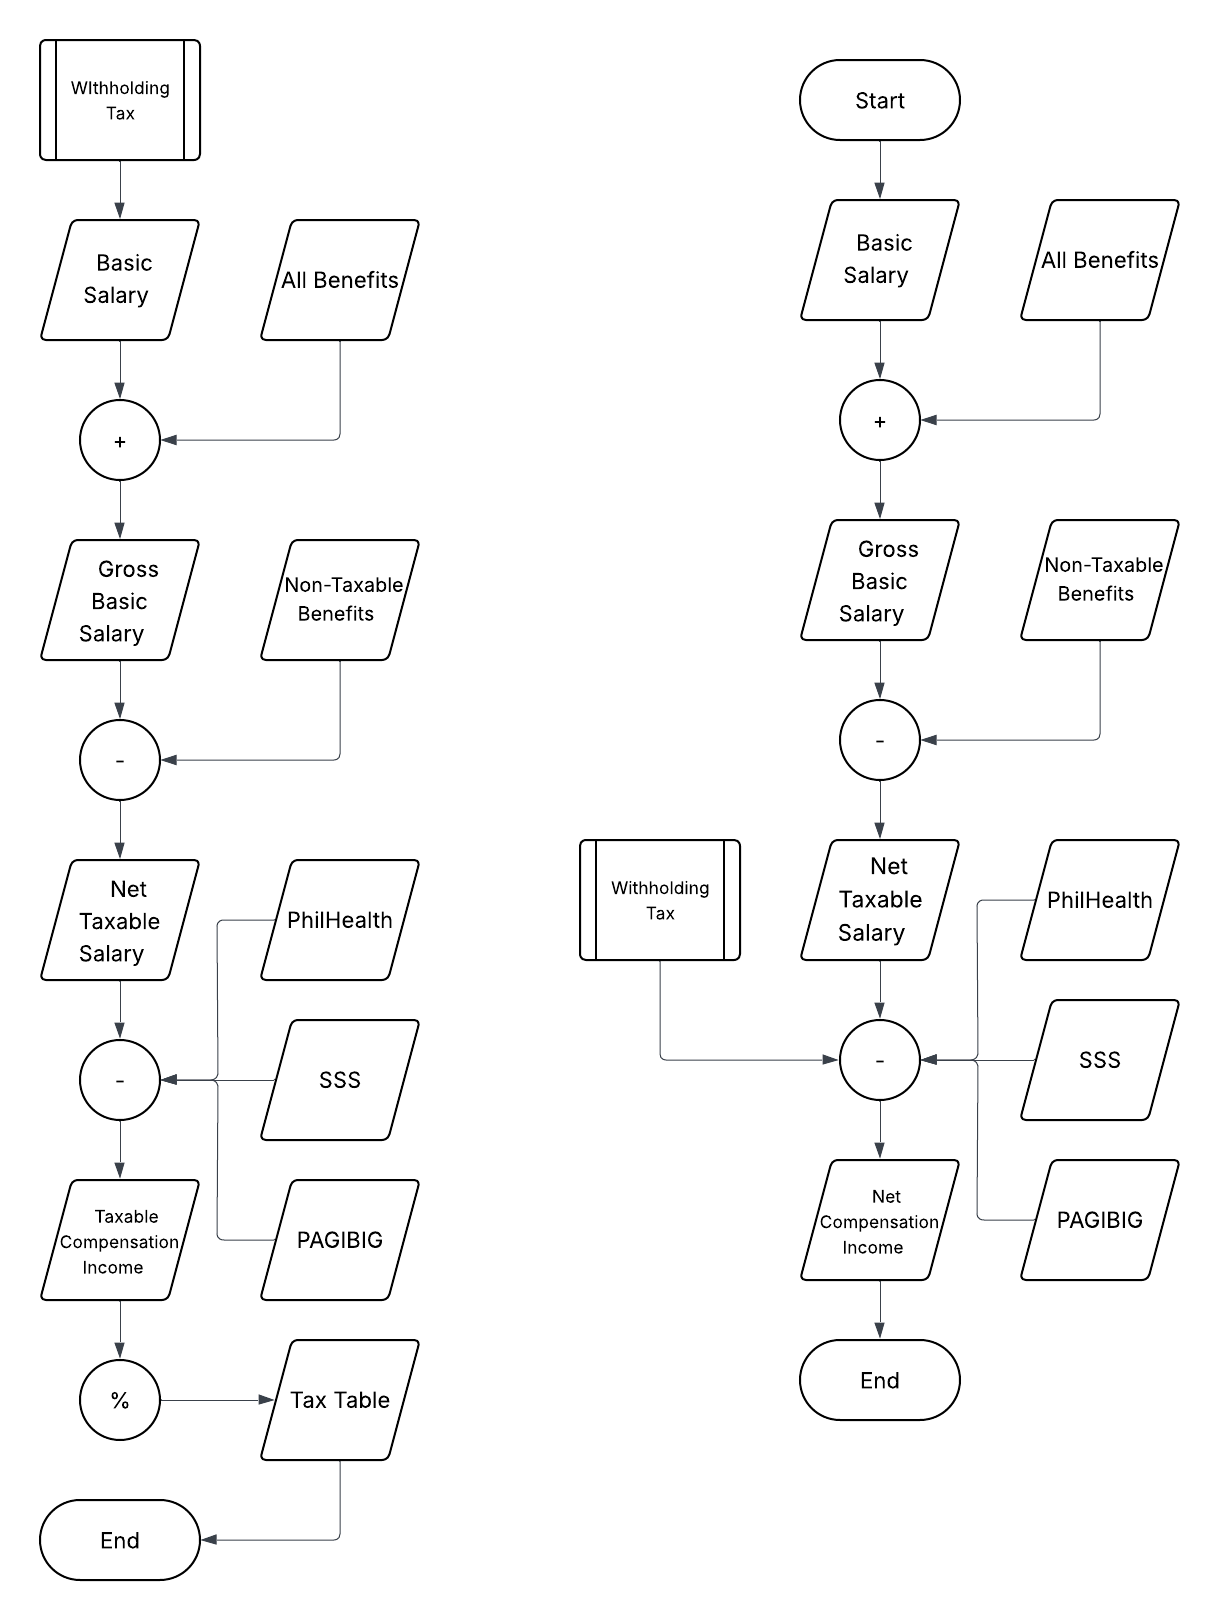 WIthholding
Tax
Basic
Salary
All Benefits
+
Gross
Basic
Salary
Non-Taxable
Benefits
-
Net
Taxable
Salary
PhilHealth
-
SSS
Taxable
Compensation
Income
PAGIBIG
%
Tax Table
End
Start
Basic
Salary
All Benefits
+
Gross
Basic
Salary
Non-Taxable
Benefits
-
Withholding
Tax
Net
Taxable
Salary
PhilHealth
-
SSS
Net
Compensation
Income
PAGIBIG
End